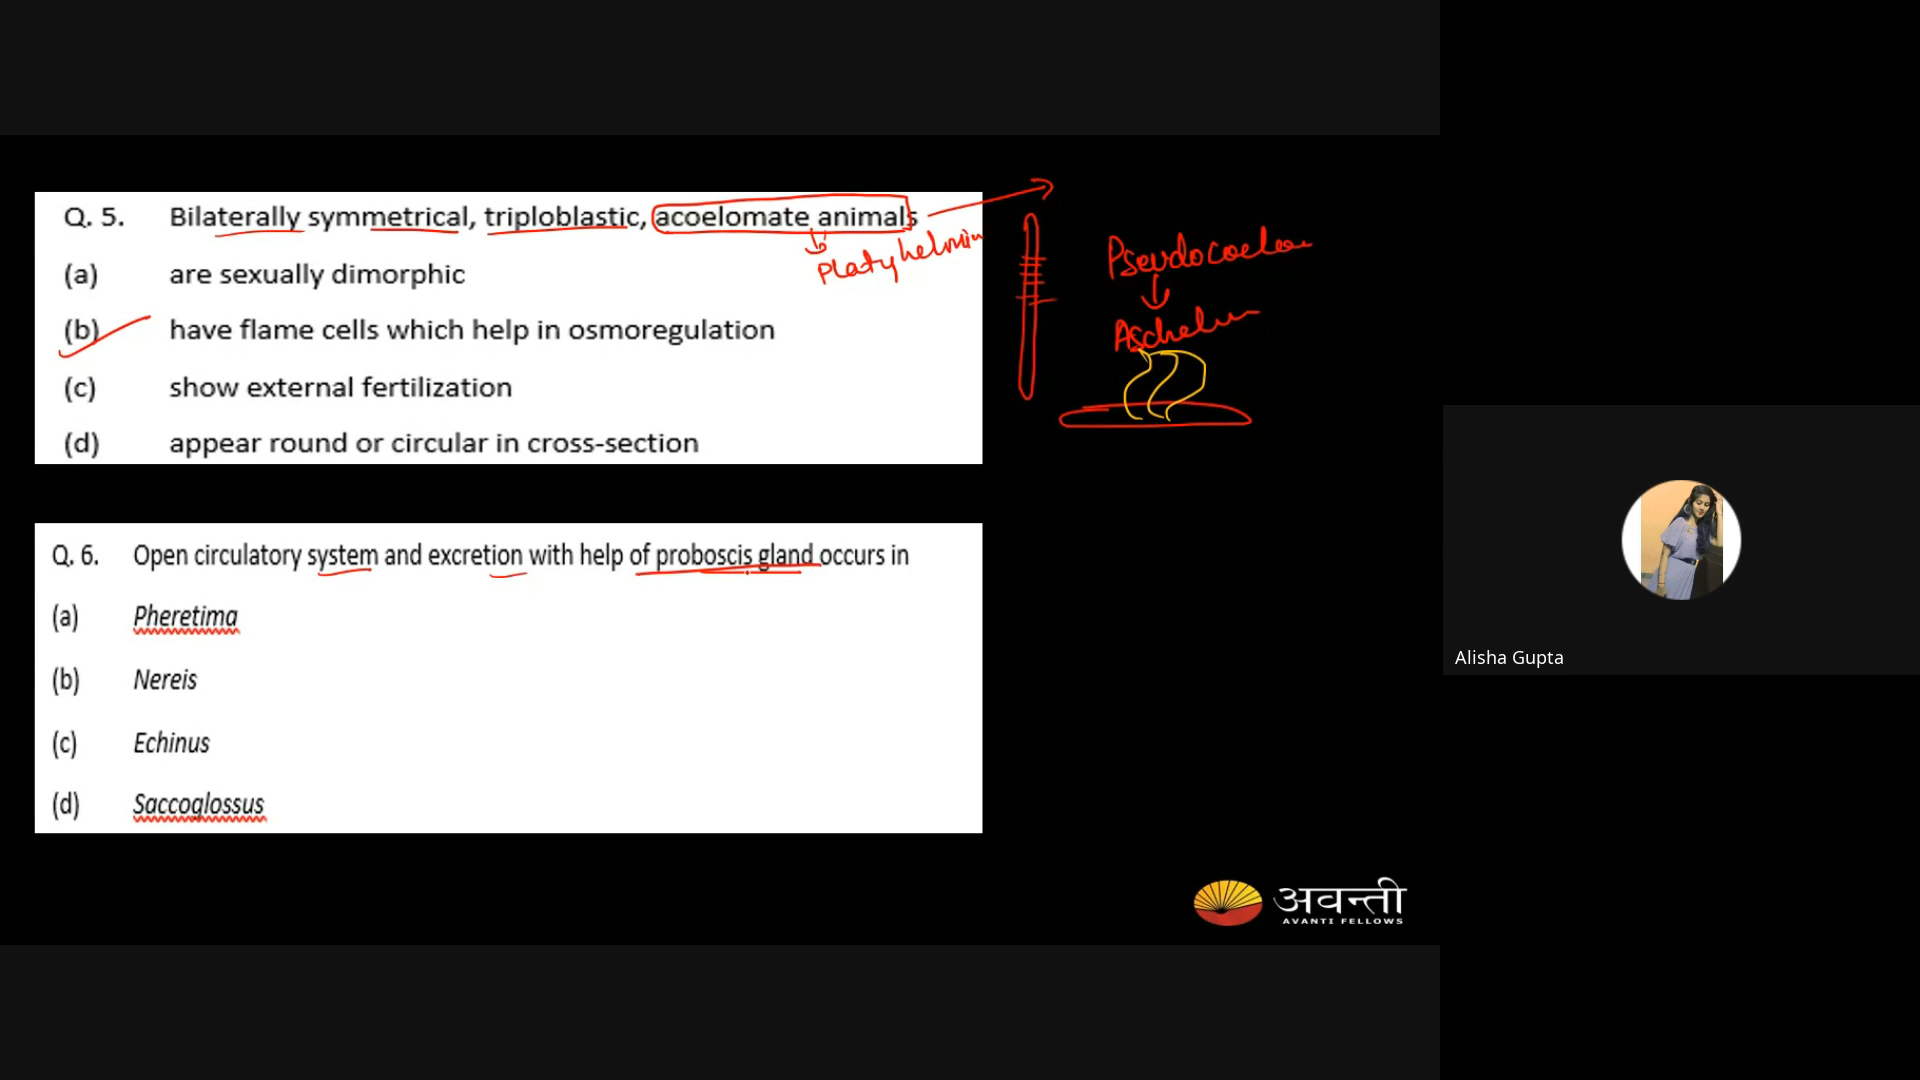 Q. 5. Bilaterally symmetrical, triploblastic, acoelomate animals
Platyhelmin
(a) are sexually dimorphic
(b) have flame cells which help in osmoregulation
(c) show external fertilization
(d) appear round or circular in cross-section
Pseudocoelom
Aschelm
Q. 6. Open circulatory system and excretion with help of proboscis gland occurs in
(a) Pheretima
(b) Nereis
(c) Echinus
(d) Saccoglossus
Alisha Gupta
अवन्ती
AVANTI FELLOWS